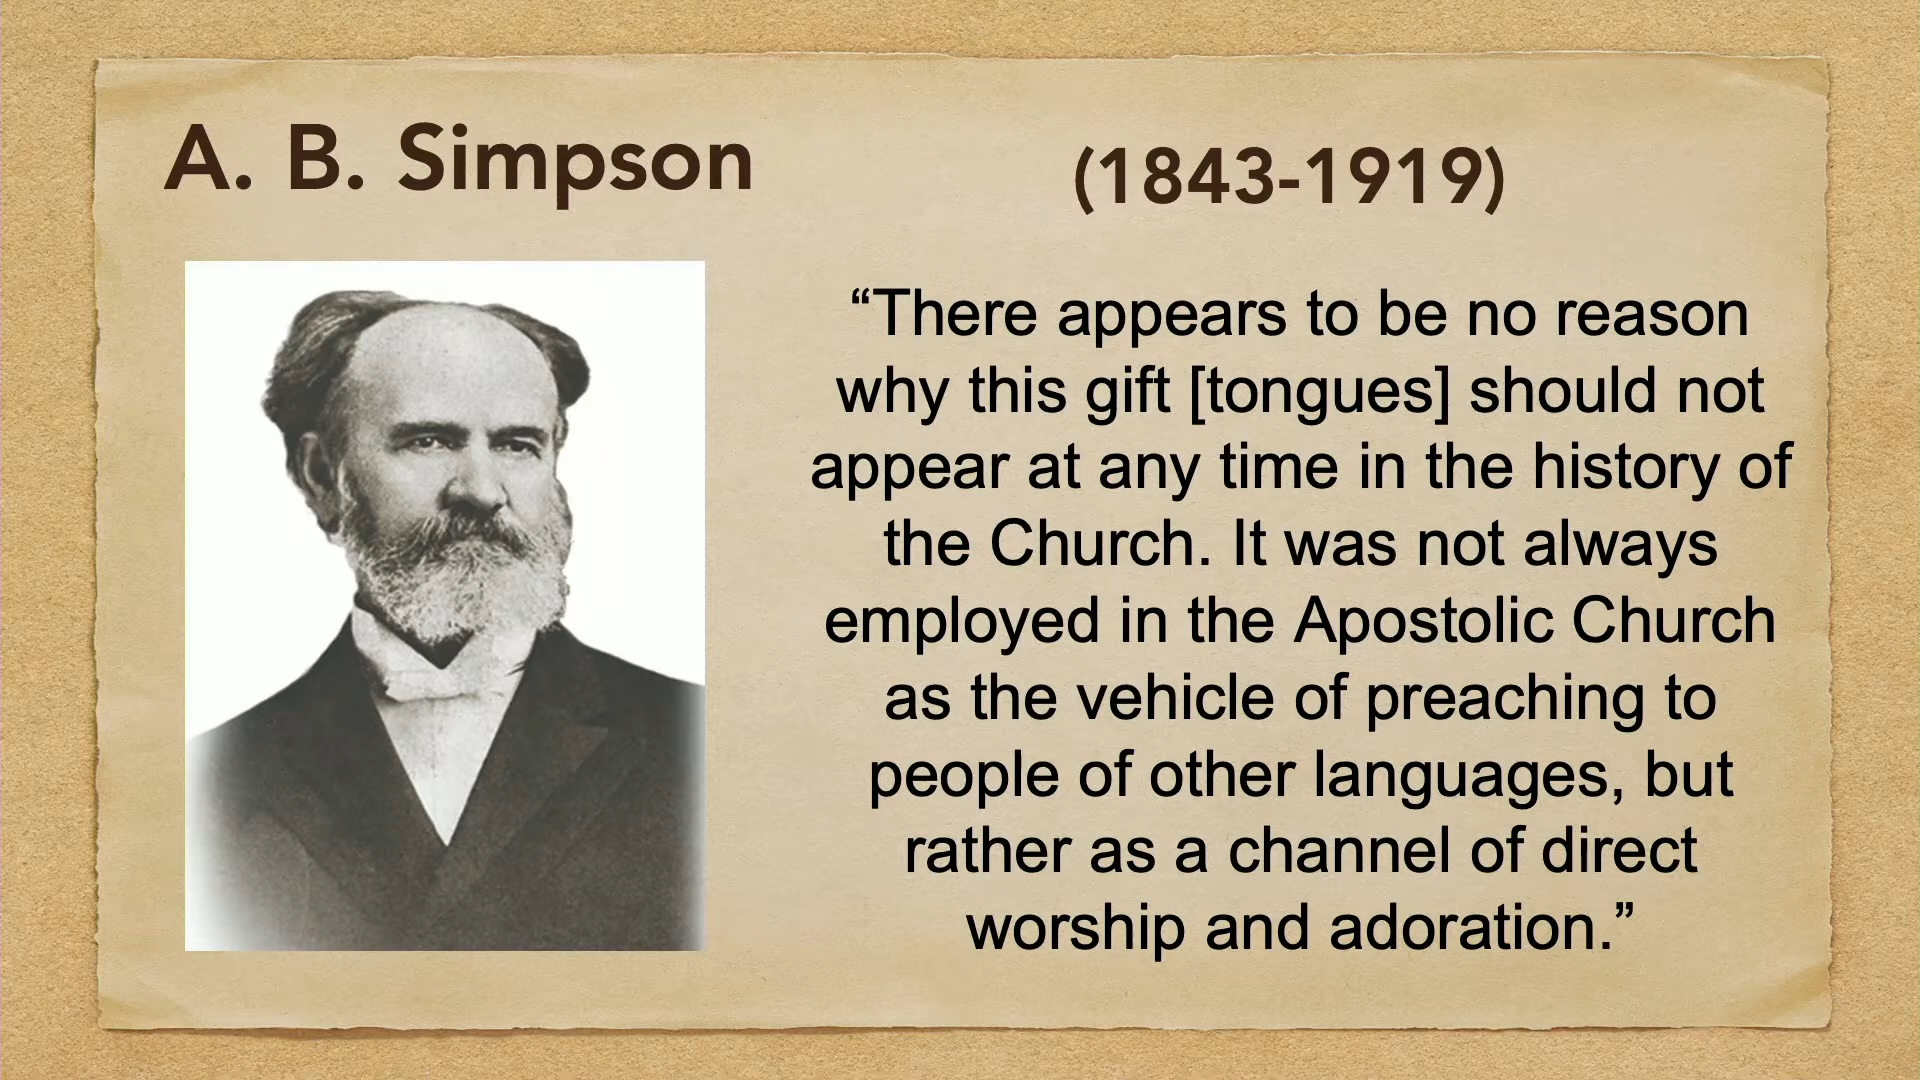 A. B. Simpson
(1843-1919)
“There appears to be no reason
why this gift [tongues] should not
appear at any time in the history of
the Church. It was not always
employed in the Apostolic Church
as the vehicle of preaching to
people of other languages, but
rather as a channel of direct
worship and adoration.”